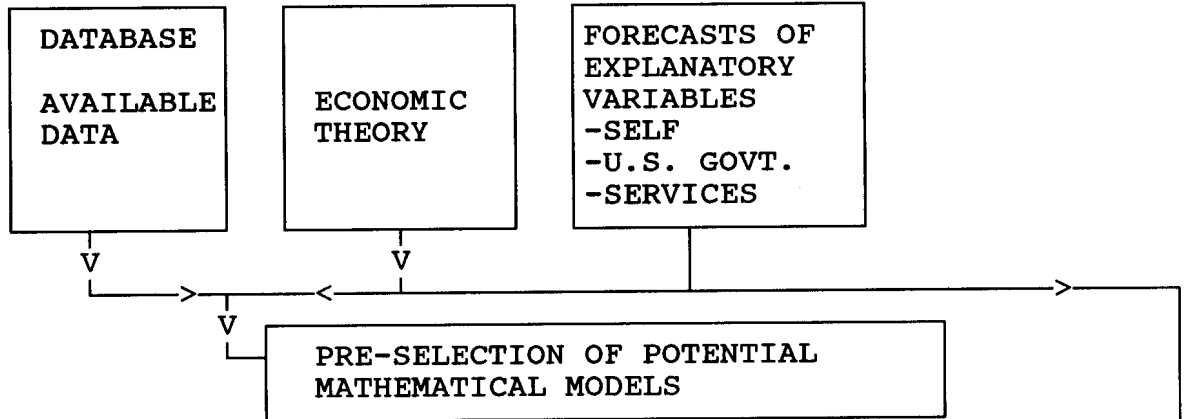 DATABASE
AVAILABLE
DATA
ECONOMIC
THEORY
FORECASTS OF
EXPLANATORY
VARIABLES
-SELF
-U.S. GOVT.
-SERVICES
V
V
>
<
>
V
PRE-SELECTION OF POTENTIAL
MATHEMATICAL MODELS